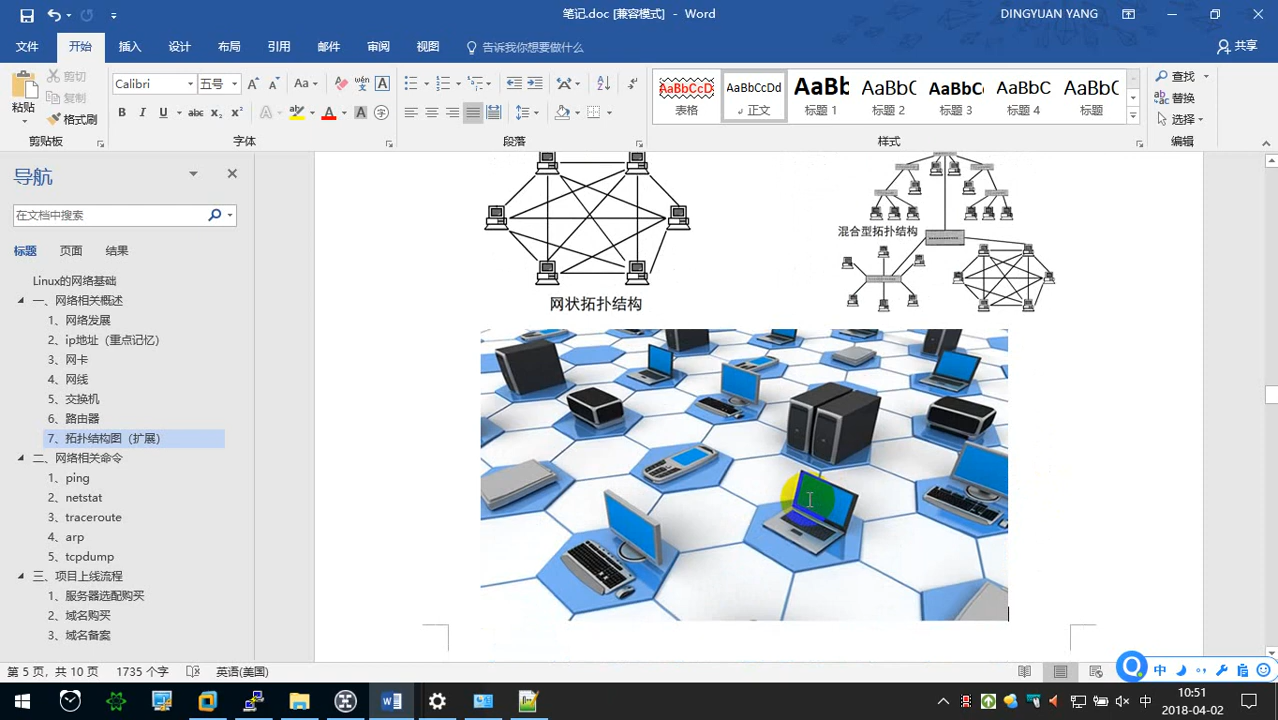 笔记.doc [兼容模式] - Word
DINGYUAN YANG
文件 开始 插入 设计 布局 引用 邮件 审阅 视图 告诉我你想要做什么 共享
粘贴
剪切
复制
格式刷
剪贴板
Calibri 五号
字体
段落
AaBbCcD
表格
AaBbCcDd
正文
AaBb
标题 1
AaBbC
标题 2
AaBbC
标题 3
AaBbC
标题 4
AaBbC
标题
样式
查找
替换
选择
编辑
导航
在文档中搜索
标题 页面 结果
Linux的网络基础
一、网络相关概述
1、网络发展
2、ip地址（重点记忆）
3、网卡
4、网线
5、交换机
6、路由器
7、拓扑结构图（扩展）
二、网络相关命令
1、ping
2、netstat
3、traceroute
4、arp
5、tcpdump
三、项目上线流程
1、服务器选配购买
2、域名购买
3、域名备案
网状拓扑结构
混合型拓扑结构
第 5 页，共 10 页 1735 个字 英语(美国)
中
中
10:51
2018-04-02